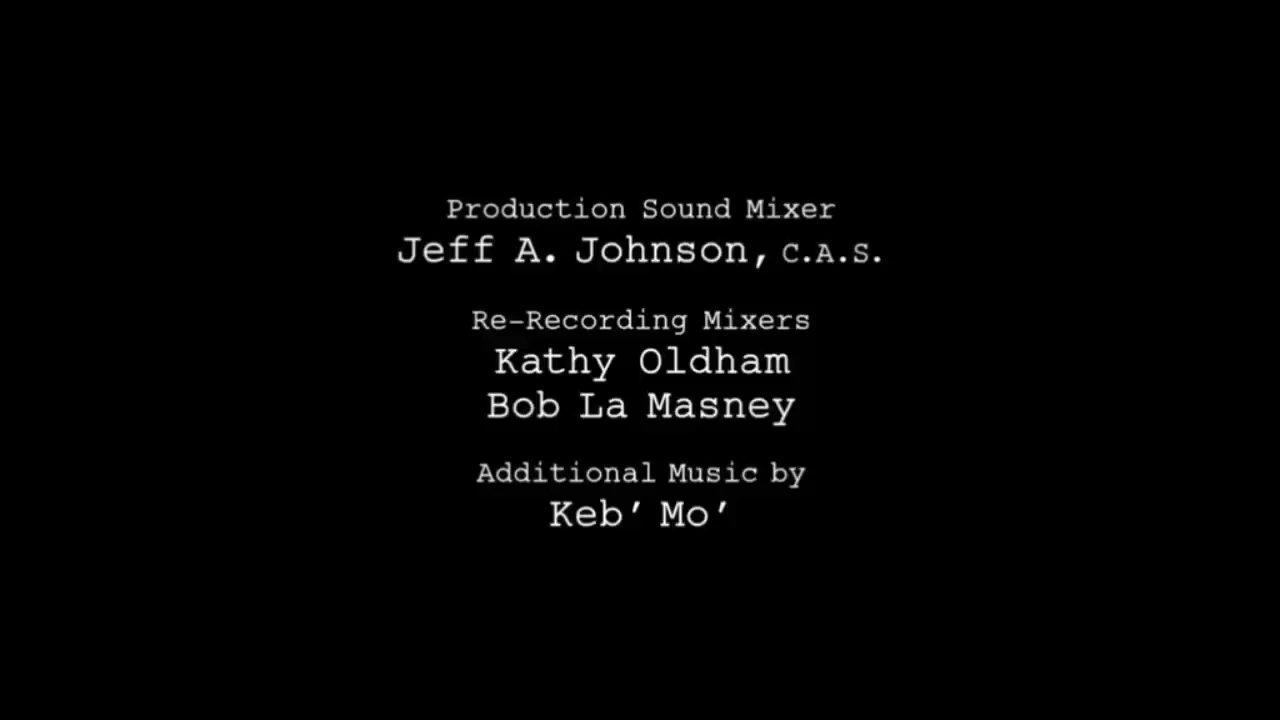 Production Sound Mixer
Jeff A. Johnson, C.A.S.
Re-Recording Mixers
Kathy Oldham
Bob La Masney
Additional Music by
Keb' Mo'